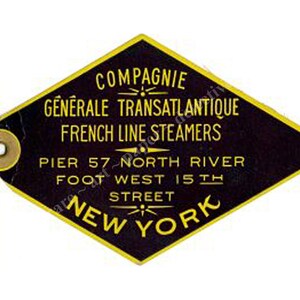 COMPAGNIE
GÉNÉRALE TRANSATLANTIQUE
FRENCH LINE STEAMERS
PIER 57 NORTH RIVER
FOOT WEST 15TH
STREET
NEW YORK